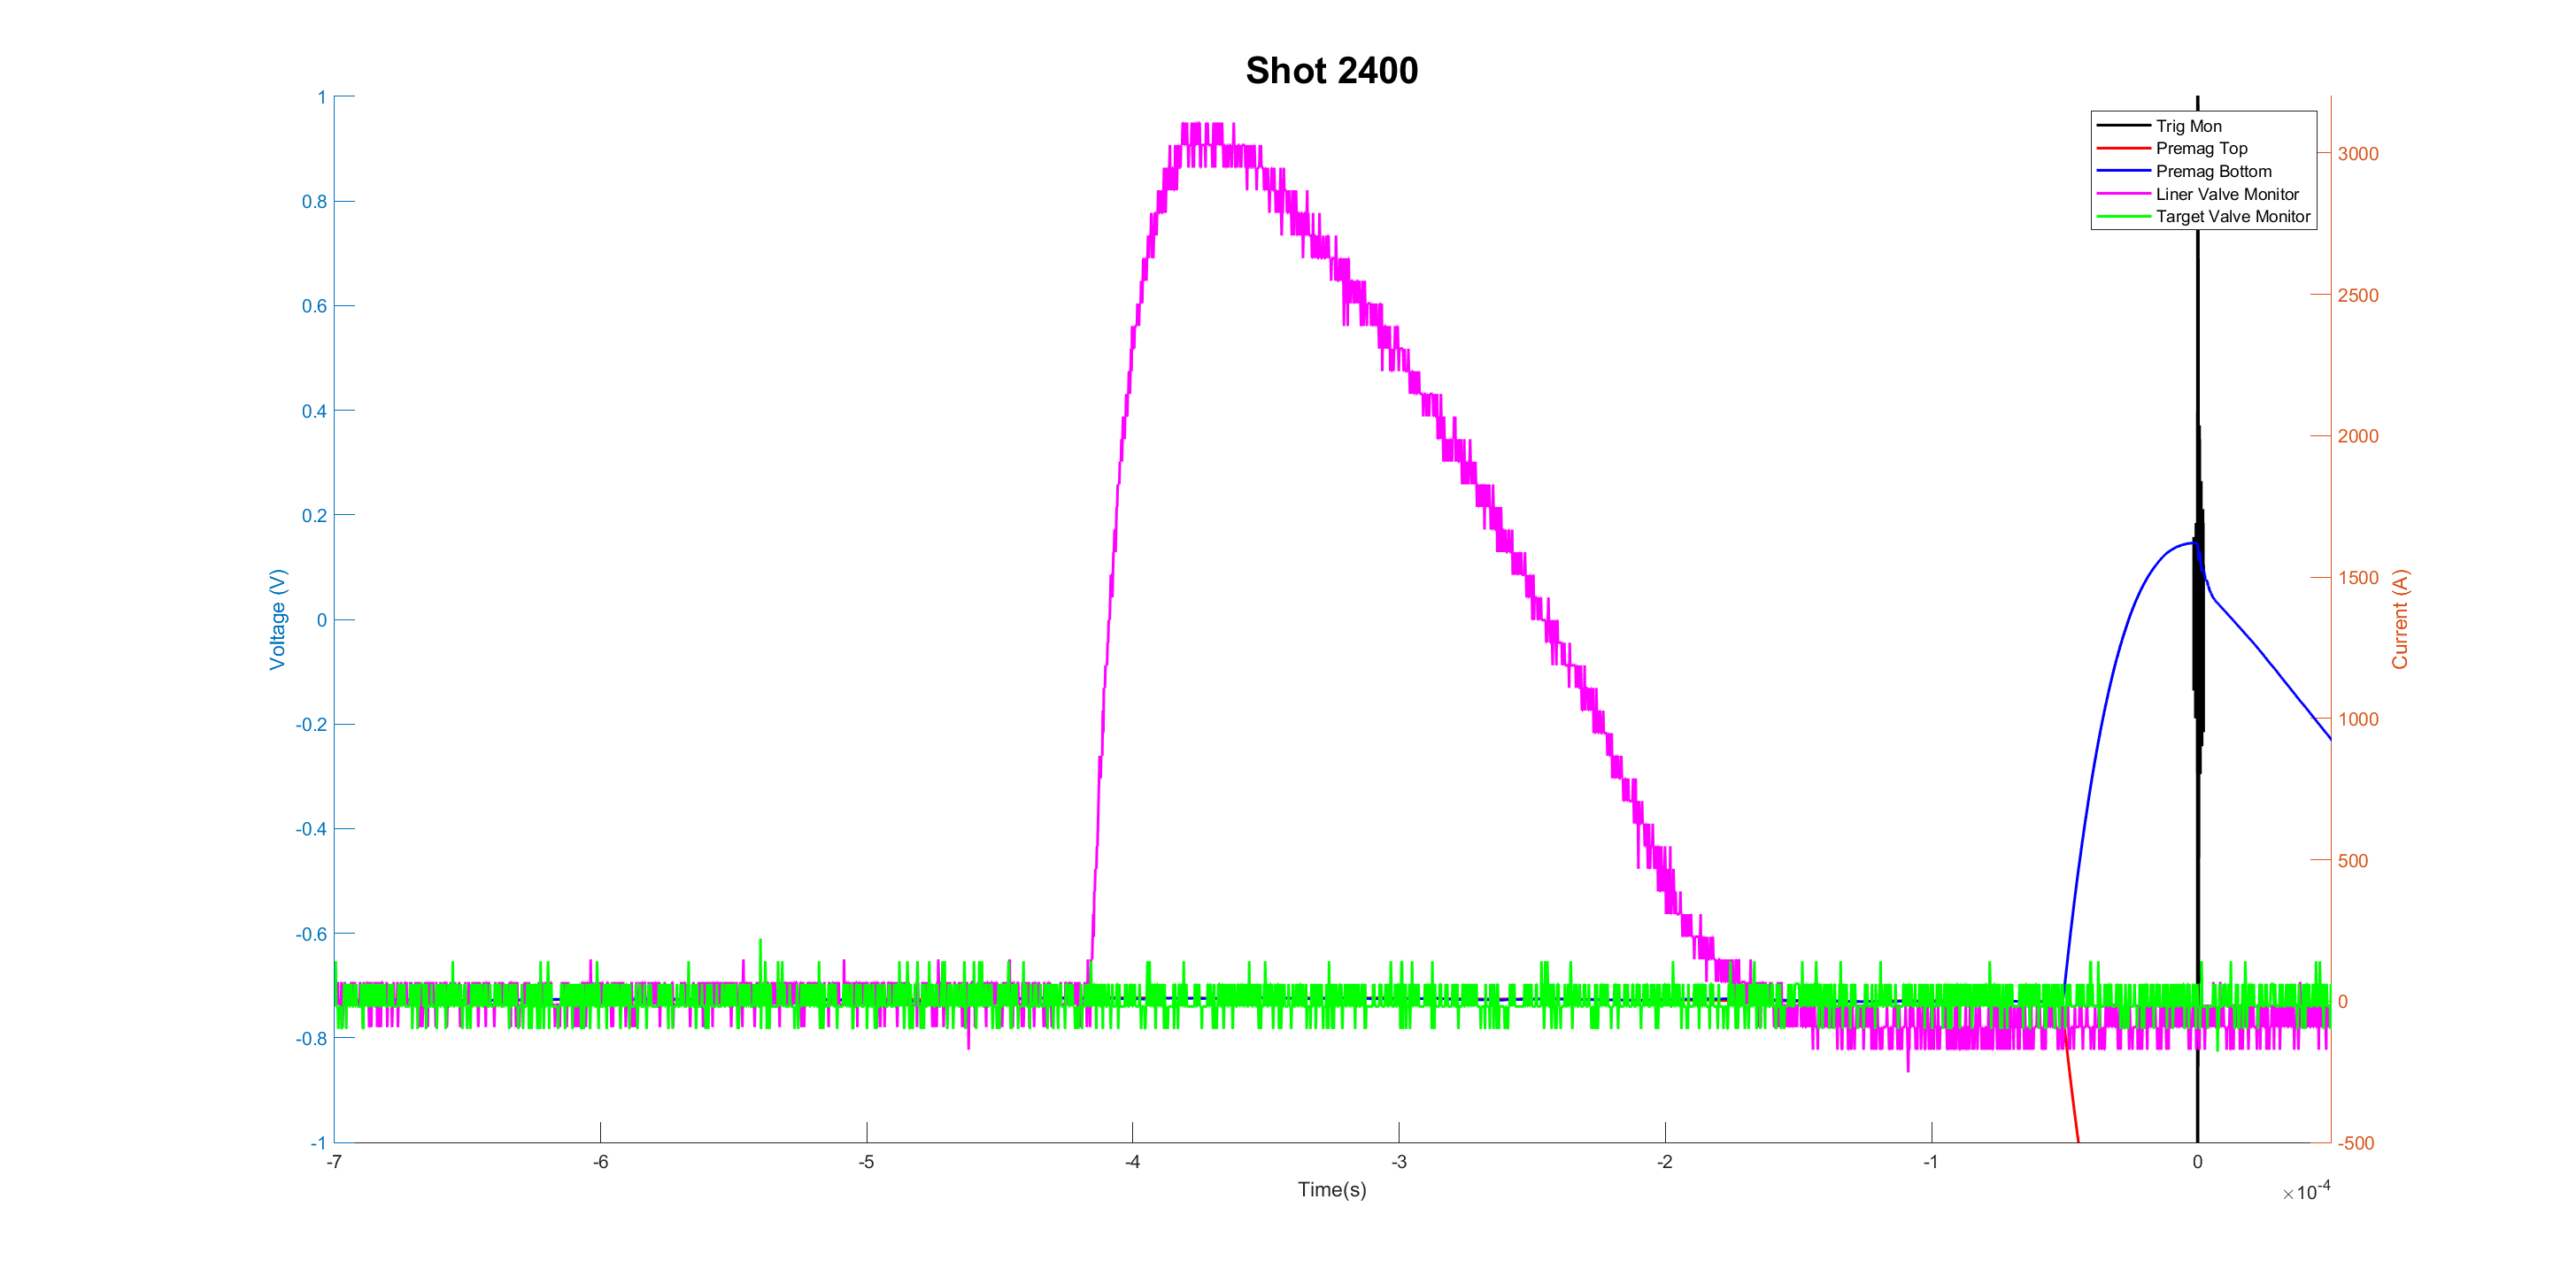 Shot 2400
1
0.8
0.6
0.4
0.2
0
-0.2
-0.4
-0.6
-0.8
-1
Voltage (V)
Trig Mon
Premag Top
Premag Bottom
Liner Valve Monitor
Target Valve Monitor
3000
2500
2000
1500
1000
500
0
-500
Current (A)
-7 -6 -5 -4 -3 -2 -1 0
Time(s)
×10-4